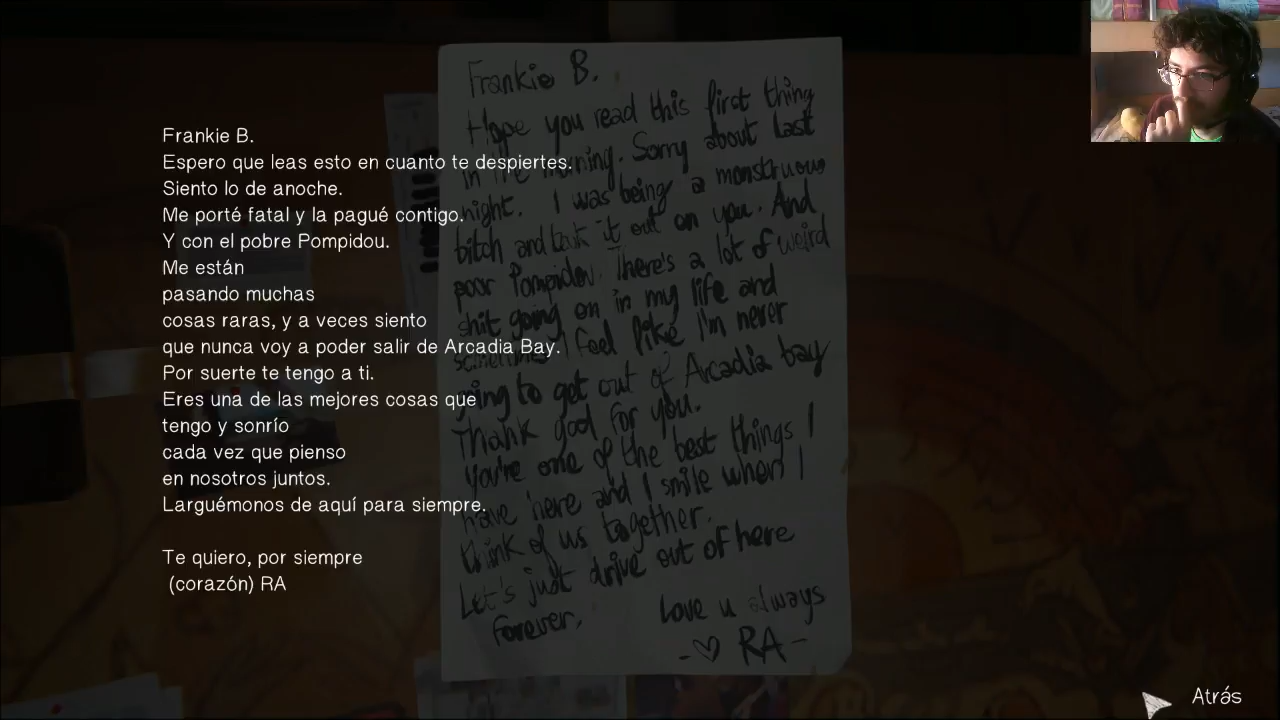 Frankie B.
Espero que leas esto en cuanto te despiertes.
Siento lo de anoche.
Me porté fatal y la pagué contigo.
Y con el pobre Pompidou.
Me están
pasando muchas
cosas raras, y a veces siento
que nunca voy a poder salir de Arcadia Bay.
Por suerte te tengo a ti.
Eres una de las mejores cosas que
tengo y sonrío
cada vez que pienso
en nosotros juntos.
Larguémonos de aquí para siempre.
Te quiero, por siempre
(corazón) RA
Frankie B.
Hope you read this first thing
in the morning. Sorry about last
night. I was being a monstruous
bitch and took it out on you. And
poor Pompidou. There's a lot of weird
shit going on in my life and
sometimes I feel like I'm never
going to get out of Arcadia bay
Thank god for you.
You're one of the best things I
have here and I smile when I
think of us together.
Let's just drive out of here
forever.
Love u always
-♡ RA-
Atrás